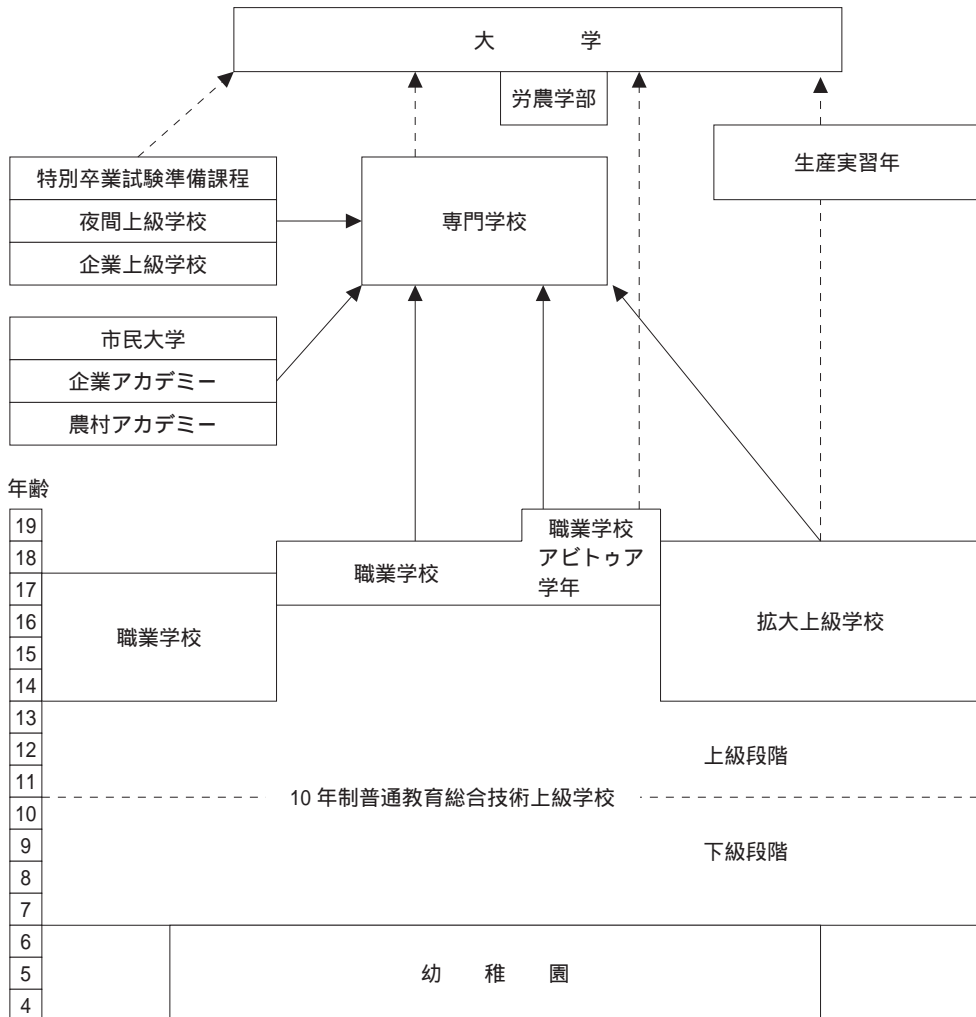 大 学
労農学部
生産実習年
特別卒業試験準備課程
夜間上級学校
企業上級学校
専門学校
市民大学
企業アカデミー
農村アカデミー
年齢
19
18
17
16
15
14
13
12
11
10
9
8
7
6
5
4
職業学校
職業学校
職業学校
アビトゥア
学年
拡大上級学校
上級段階
10年制普通教育総合技術上級学校
下級段階
幼 稚 園